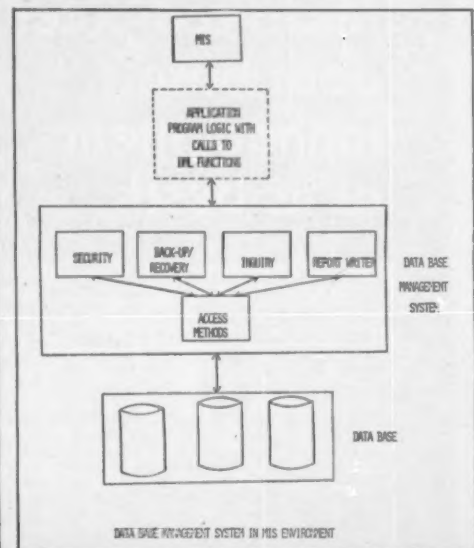 MIS
APPLICATION
PROGRAM LOGIC WITH
CALLS TO
DML FUNCTIONS
SECURITY
BACK-UP/
RECOVERY
INQUIRY
REPORT WRITER
DATA BASE
MANAGEMENT
SYSTEM
ACCESS
METHODS
DATA BASE
DATA BASE MANAGEMENT SYSTEM IN MIS ENVIRONMENT